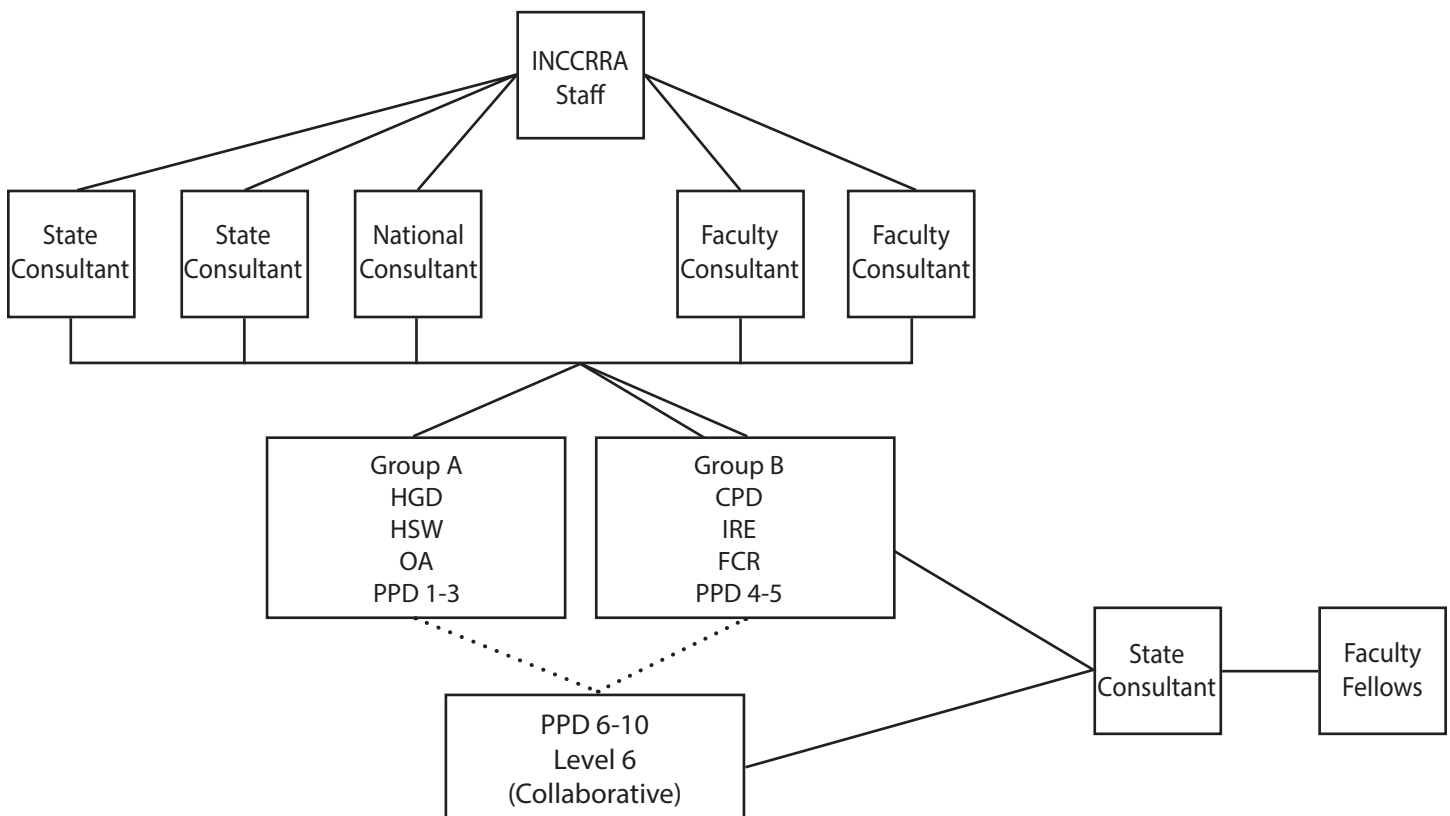 INCCRRA
Staff
State
Consultant
State
Consultant
National
Consultant
Faculty
Consultant
Faculty
Consultant
Group A
HGD
HSW
OA
PPD 1-3
Group B
CPD
IRE
FCR
PPD 4-5
State
Consultant
Faculty
Fellows
PPD 6-10
Level 6
(Collaborative)